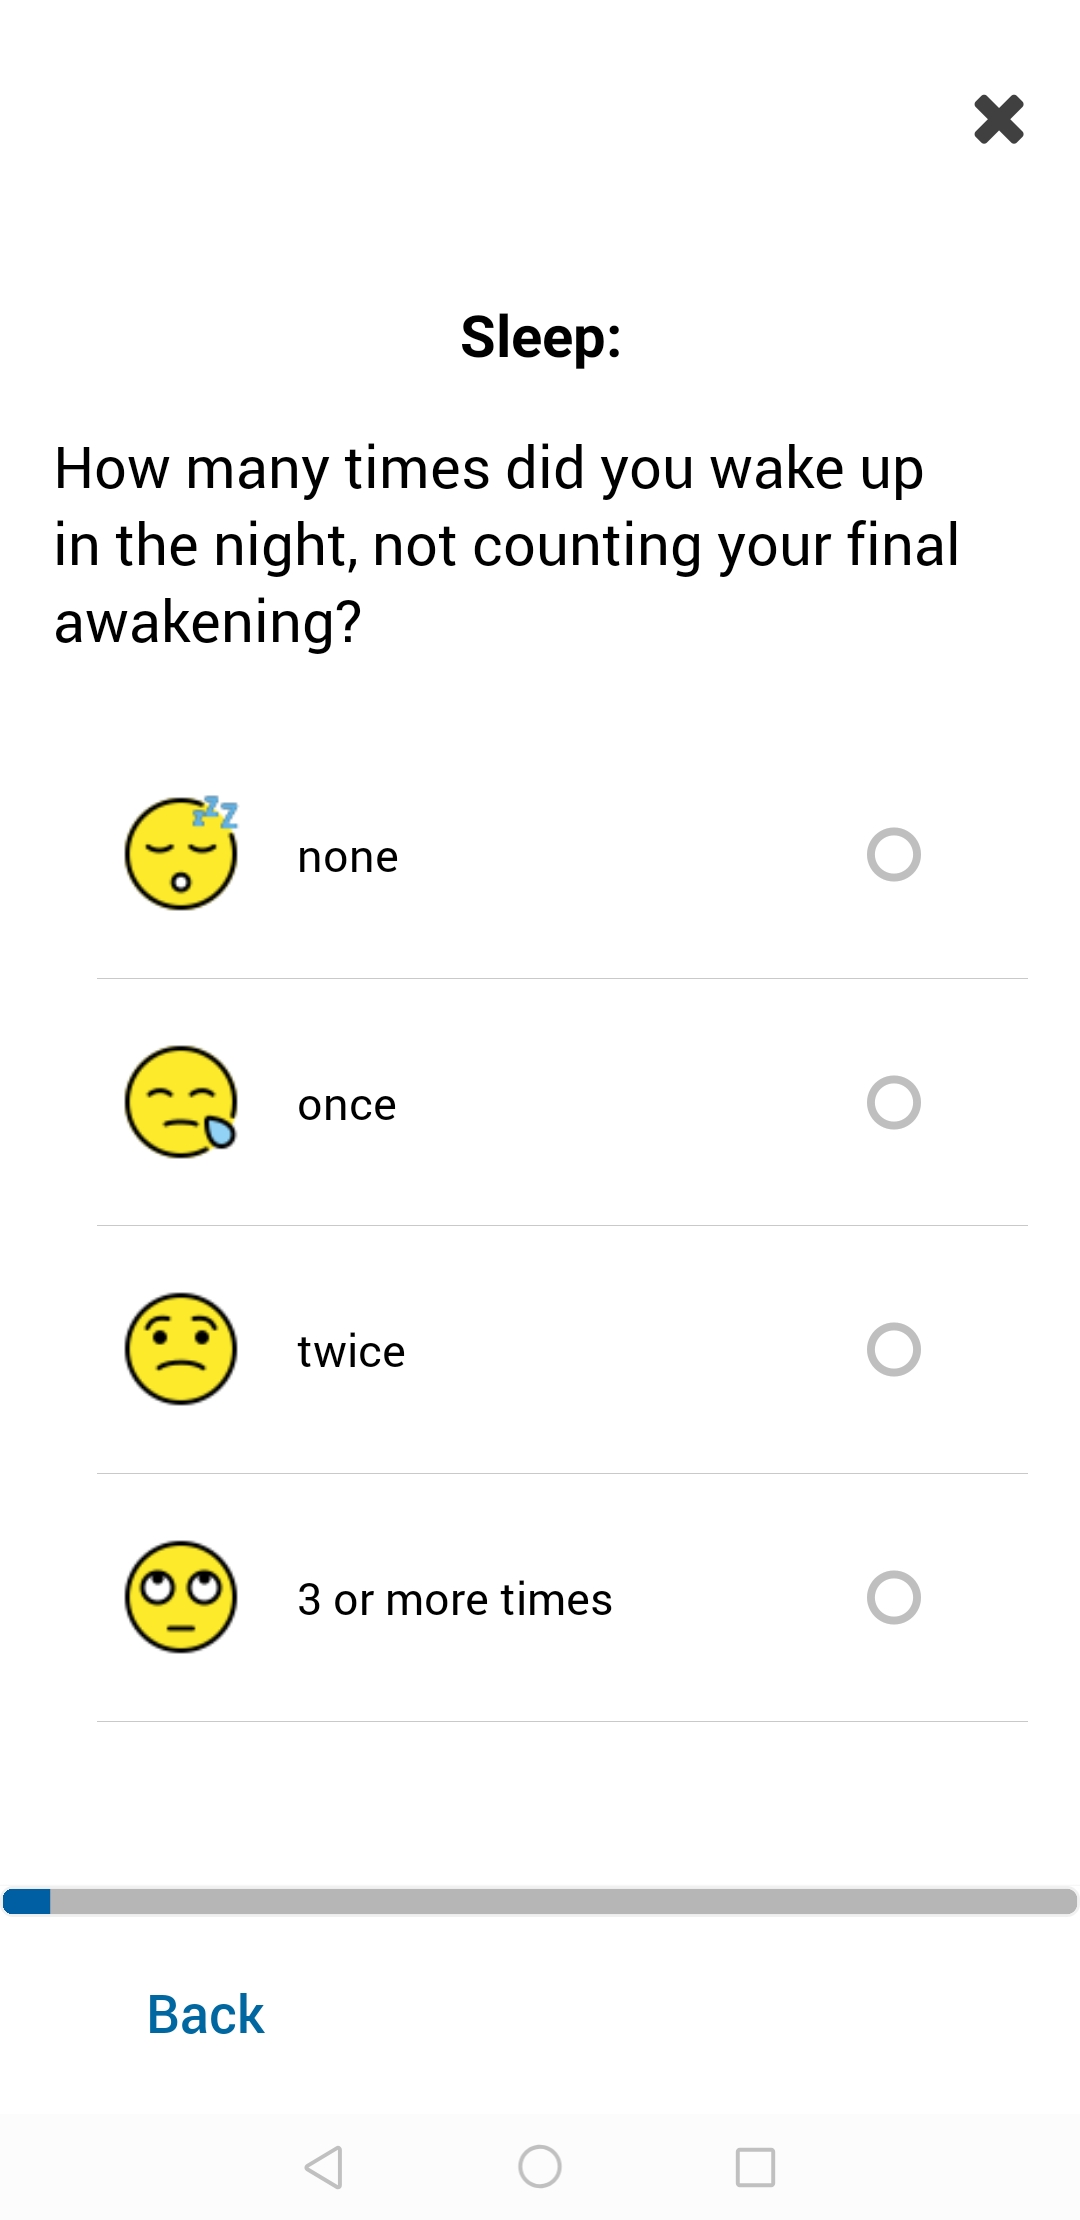 Sleep:
How many times did you wake up
in the night, not counting your final
awakening?
none
once
twice
3 or more times
Back